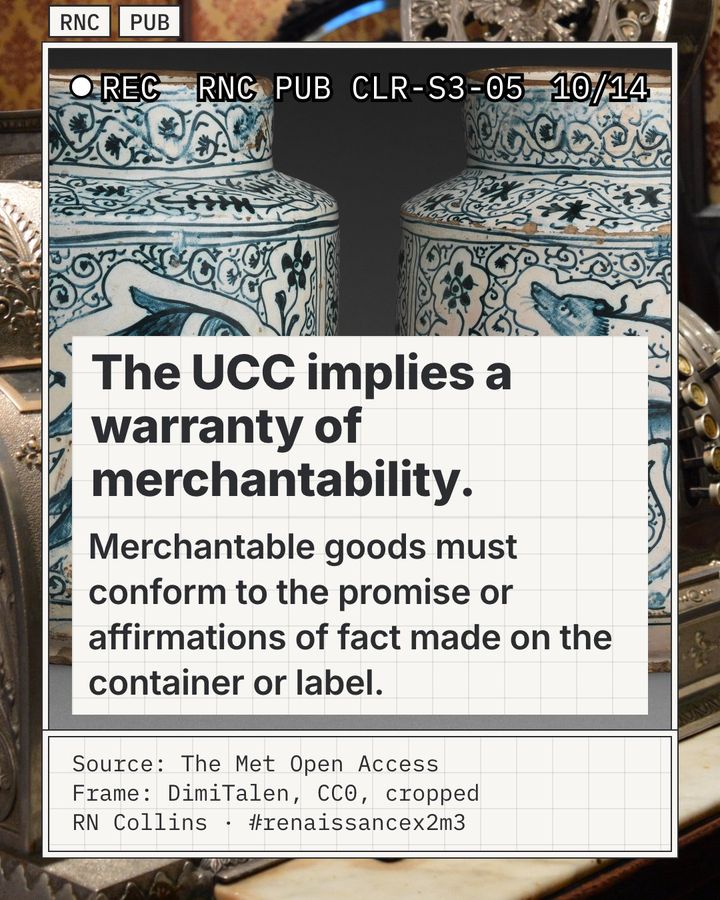 RNC PUB
REC RNC PUB CLR-S3-05 10/14
The UCC implies a
warranty of
merchantability.
Merchantable goods must
conform to the promise or
affirmations of fact made on the
container or label.
Source: The Met Open Access
Frame: DimiTalen, CC0, cropped
RN Collins · #renaissancex2m3